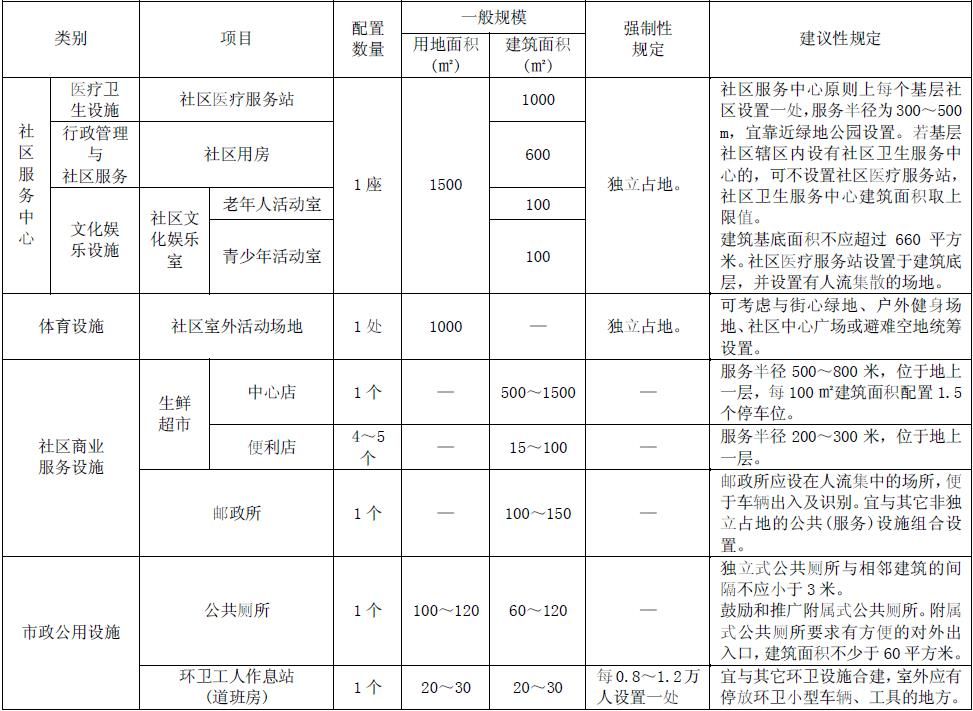 类别
项目
配置
数量
一般规模
用地面积
(㎡)
建筑面积
(㎡)
强制性
规定
建议性规定
社
区
服
务
中
心
医疗卫
生设施
社区医疗服务站
1座
1500
1000
独立占地。
社区服务中心原则上每个基层社
区设置一处,服务半径为300～500
m，宜靠近绿地公园设置。若基层
社区辖区内设有社区卫生服务中
心的，可不设置社区医疗服务站，
社区卫生服务中心建筑面积取上
限值。
建筑基底面积不应超过 660 平方
米。社区医疗服务站设置于建筑底
层，并设置有人流集散的场地。
行政管理
与
社区服务
社区用房
600
文化娱
乐设施
社区文
化娱乐
室
老年人活动室
100
青少年活动室
100
体育设施
社区室外活动场地
1处
1000
—
独立占地。
可考虑与街心绿地、户外健身场
地、社区中心广场或避难空地统筹
设置。
社区商业
服务设施
生鲜
超市
中心店
1个
—
500～1500
—
服务半径500～800 米，位于地上
一层，每 100 ㎡建筑面积配置 1.5
个停车位。
便利店
4～5
个
—
15～100
—
服务半径200～300 米，位于地上
一层。
邮政所
1个
—
100～150
—
邮政所应设在人流集中的场所，便
于车辆出入及识别。宜与其它非独
立占地的公共(服务)设施组合设
置。
市政公用设施
公共厕所
1个
100～120
60～120
—
独立式公共厕所与相邻建筑的间
隔不应小于3米。
鼓励和推广附属式公共厕所。附属
式公共厕所要求有方便的对外出
入口，建筑面积不少于60平方米。
环卫工人作息站
(道班房)
1个
20～30
20～30
每0.8～1.2万
人设置一处
宜与其它环卫设施合建，室外应有
停放环卫小型车辆、工具的地方。